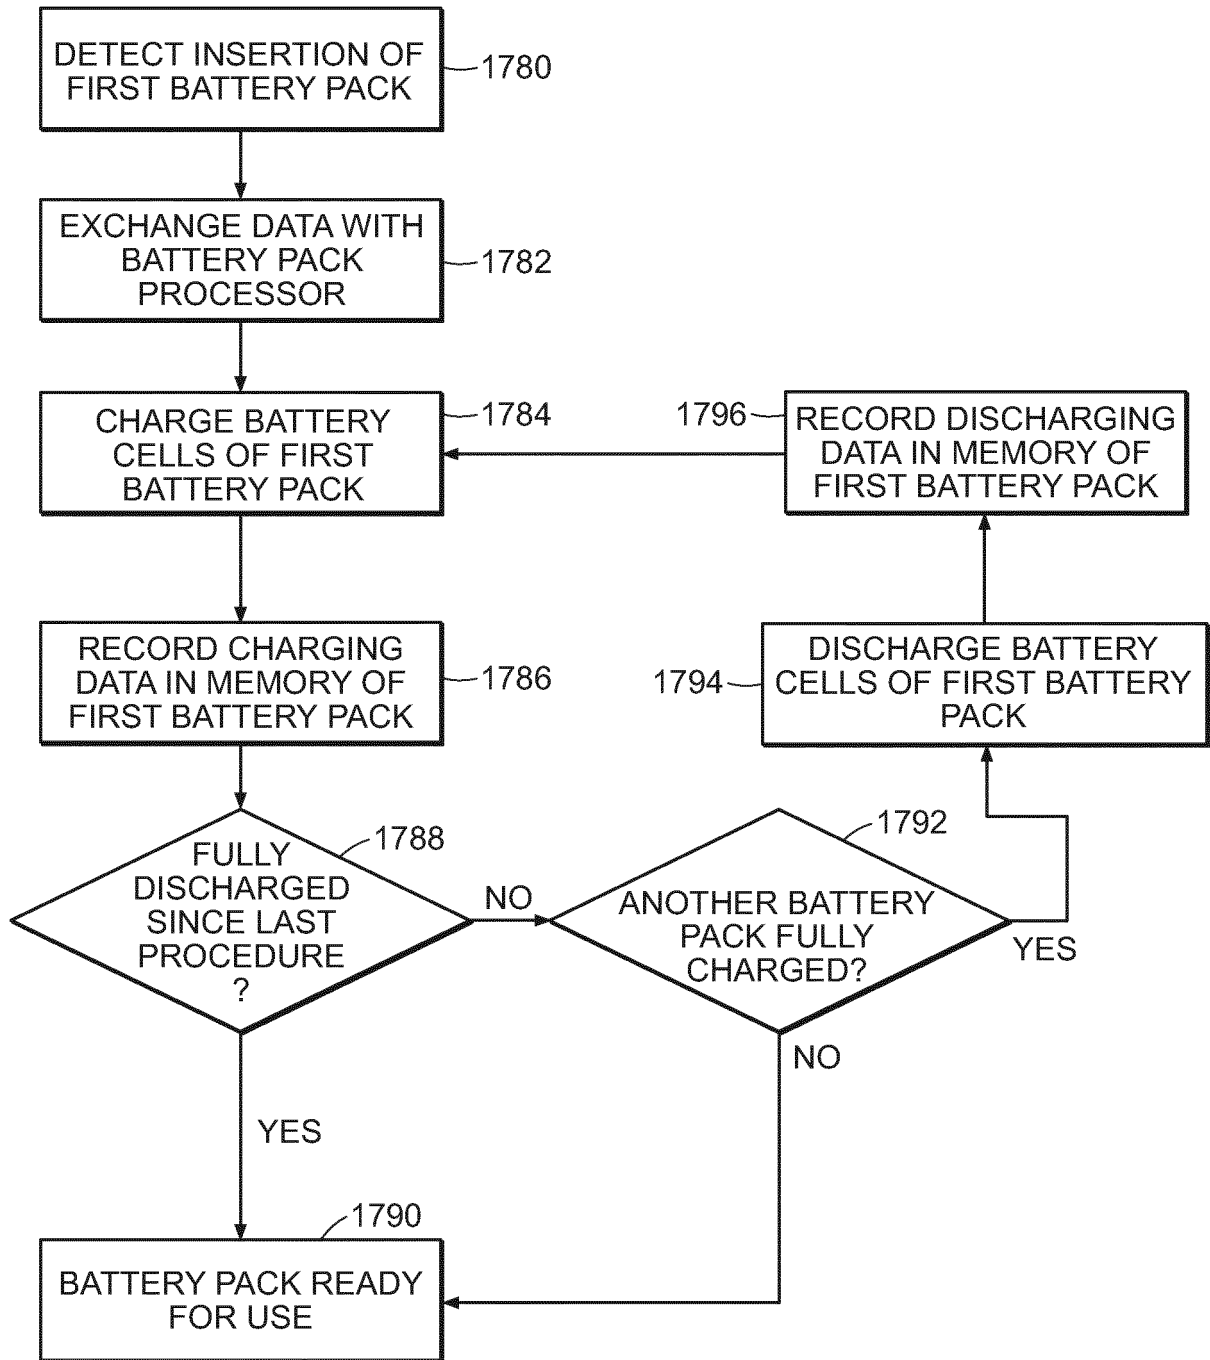 DETECT INSERTION OF
FIRST BATTERY PACK
1780
EXCHANGE DATA WITH
BATTERY PACK
PROCESSOR
1782
CHARGE BATTERY
CELLS OF FIRST
BATTERY PACK
1784
1796
RECORD DISCHARGING
DATA IN MEMORY OF
FIRST BATTERY PACK
RECORD CHARGING
DATA IN MEMORY OF
FIRST BATTERY PACK
1786
1794
DISCHARGE BATTERY
CELLS OF FIRST BATTERY
PACK
1788
FULLY
DISCHARGED
SINCE LAST
PROCEDURE
?
NO
1792
ANOTHER BATTERY
PACK FULLY
CHARGED?
YES
NO
YES
1790
BATTERY PACK READY
FOR USE